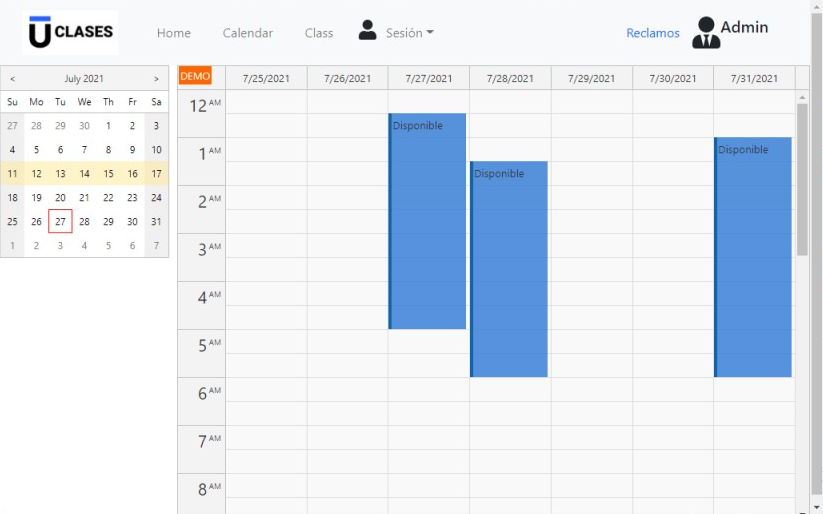 U CLASES
Home Calendar Class Sesión Reclamos Admin
< July 2021 >
Su Mo Tu We Th Fr Sa
27 28 29 30 1 2 3
4 5 6 7 8 9 10
11 12 13 14 15 16 17
18 19 20 21 22 23 24
25 26 27 28 29 30 31
1 2 3 4 5 6 7
DEMO 7/25/2021 7/26/2021 7/27/2021 7/28/2021 7/29/2021 7/30/2021 7/31/2021
12 AM
Disponible
1 AM
Disponible
Disponible
2 AM
3 AM
4 AM
5 AM
6 AM
7 AM
8 AM